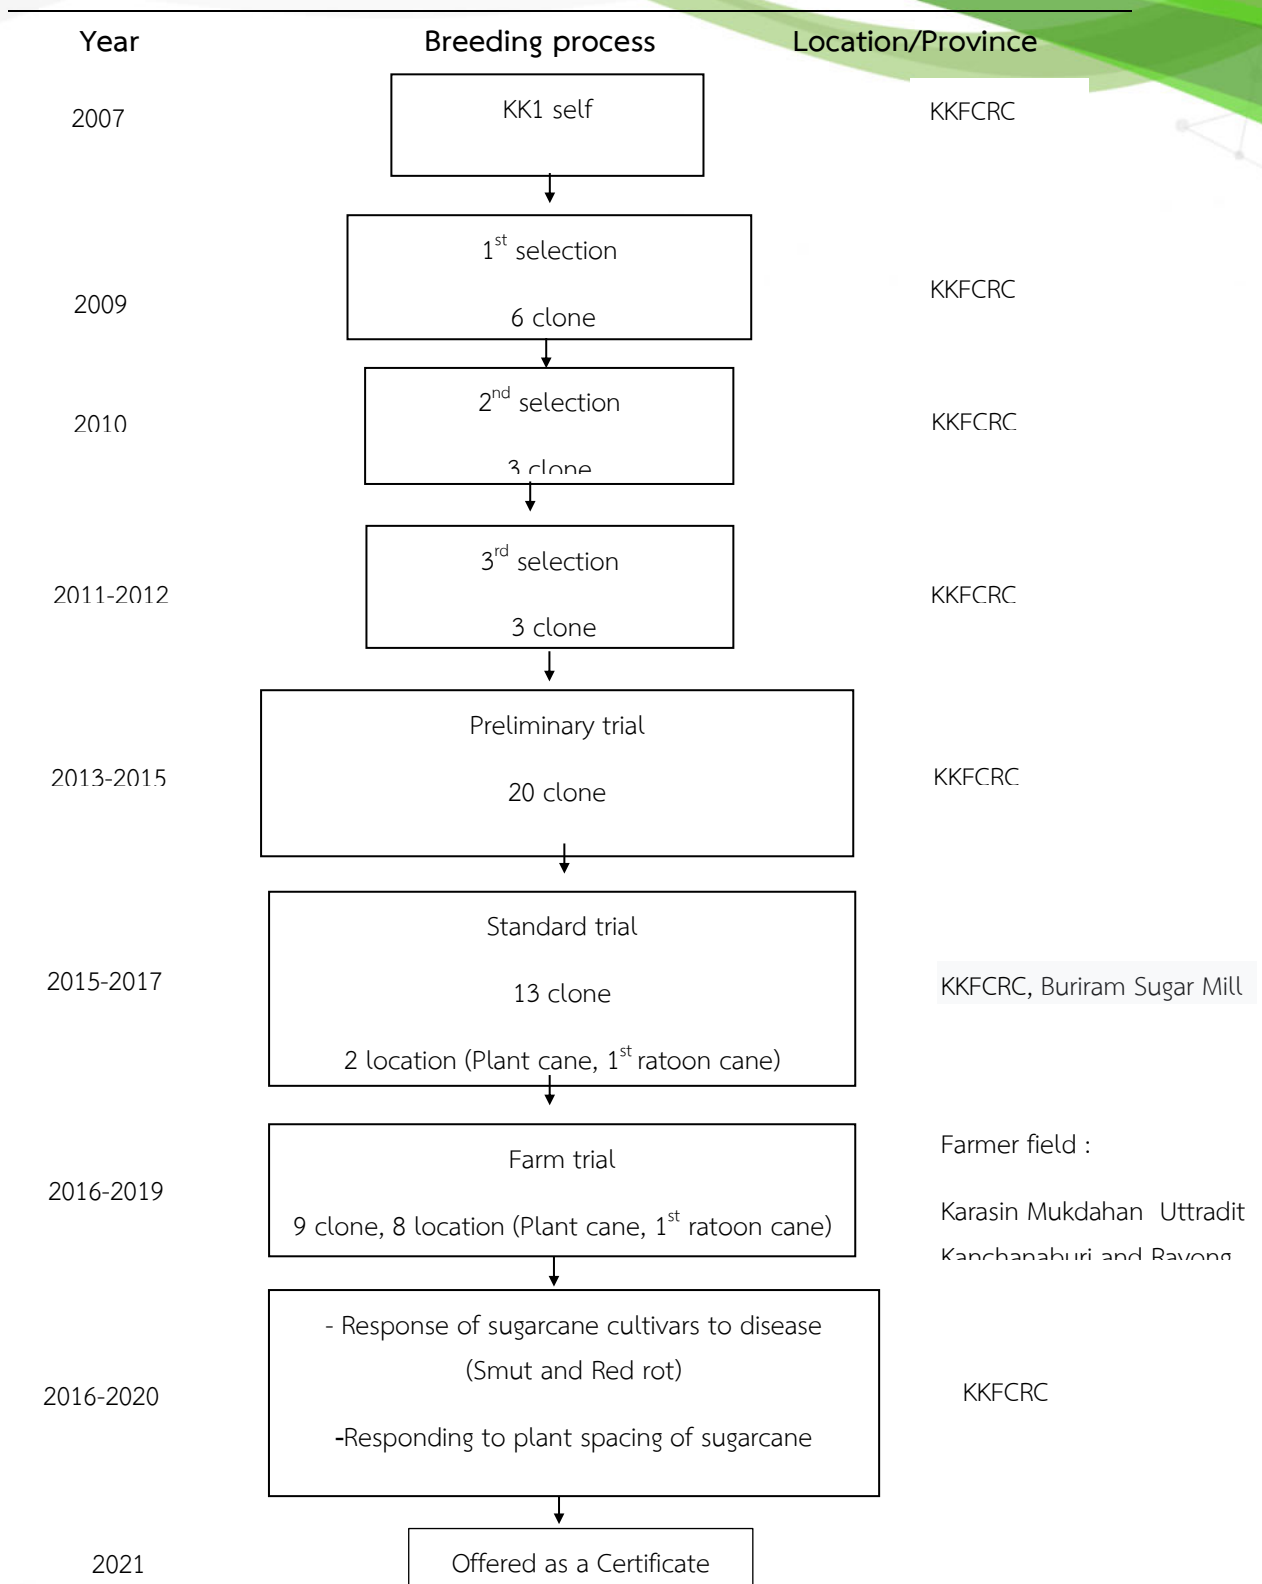 Year Breeding process Location/Province
2007 KK1 self KKFCRC
1st selection
2009 6 clone KKFCRC
2nd selection
2010 3 clone KKFCRC
3rd selection
2011-2012 3 clone KKFCRC
Preliminary trial
2013-2015 20 clone KKFCRC
Standard trial
2015-2017 13 clone KKFCRC, Buriram Sugar Mill
2 location (Plant cane, 1st ratoon cane)
Farm trial Farmer field :
2016-2019 9 clone, 8 location (Plant cane, 1st ratoon cane) Karasin Mukdahan Uttradit
Kanchanaburi and Rayong
- Response of sugarcane cultivars to disease
(Smut and Red rot)
2016-2020 KKFCRC
-Responding to plant spacing of sugarcane
2021 Offered as a Certificate